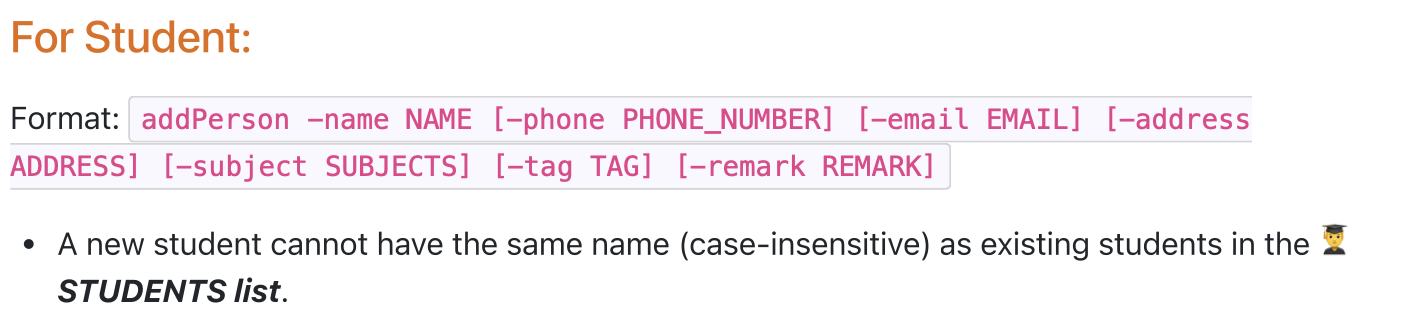 For Student:
Format: addPerson -name NAME [-phone PHONE_NUMBER] [-email EMAIL] [-address
ADDRESS] [-subject SUBJECTS] [-tag TAG] [-remark REMARK]
• A new student cannot have the same name (case-insensitive) as existing students in the 👨‍🎓
STUDENTS list.